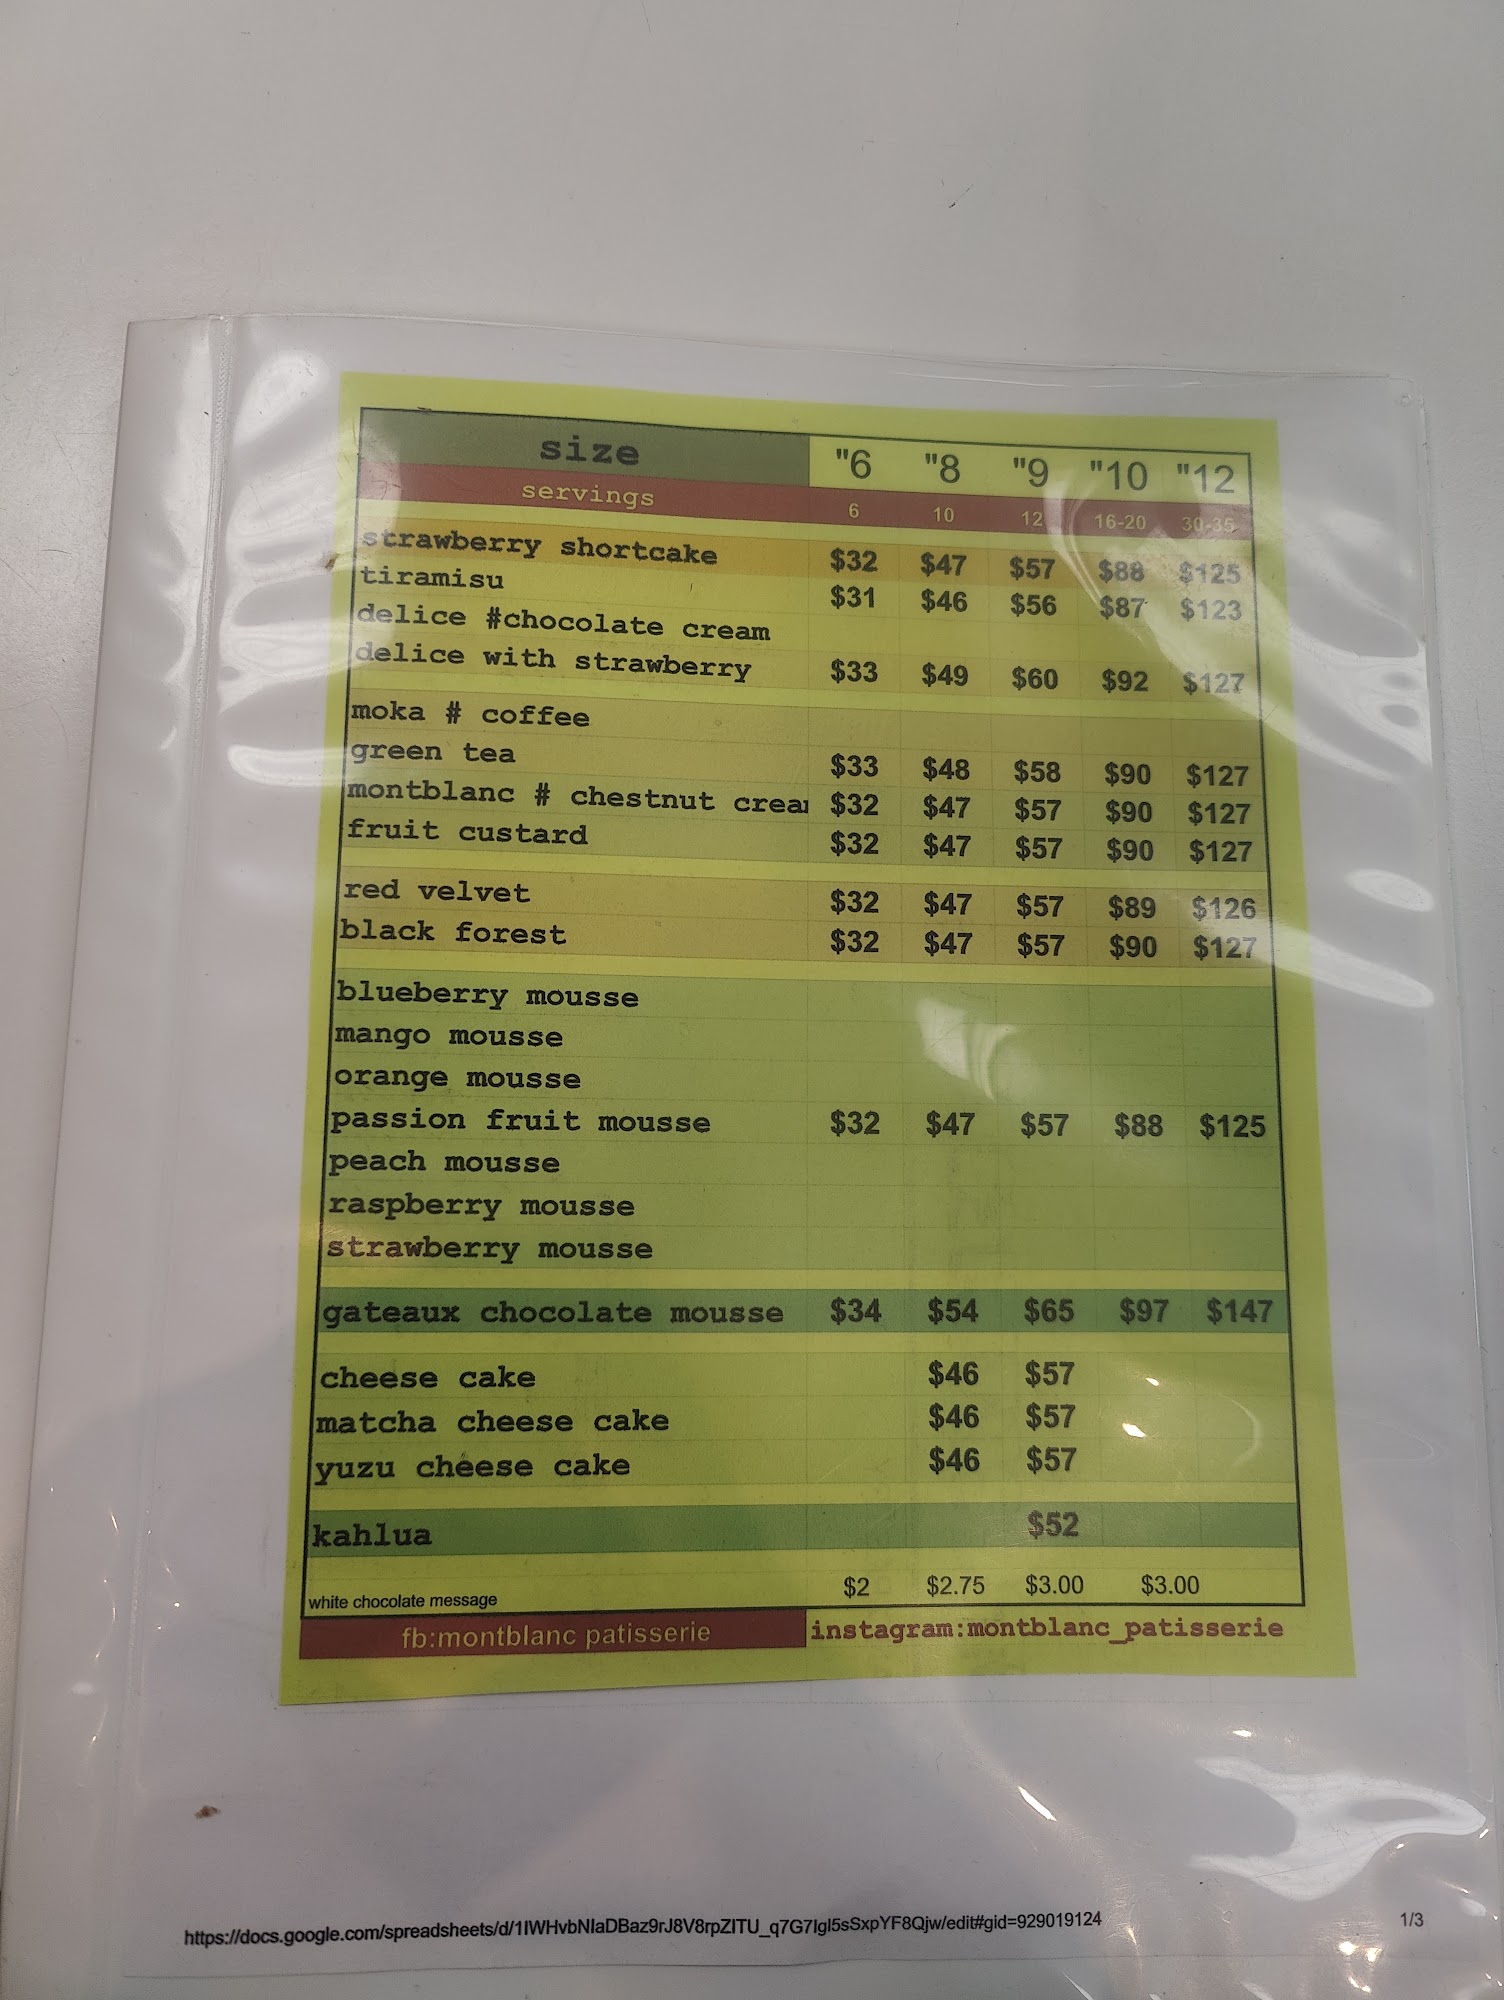 size "6 "8 "9 "10 "12
servings 6 10 12 16-20 30-35
strawberry shortcake $32 $47 $57 $88 $125
tiramisu $31 $46 $56 $87 $123
delice #chocolate cream
delice with strawberry $33 $49 $60 $92 $127
moka # coffee
green tea $33 $48 $58 $90 $127
montblanc # chestnut crea $32 $47 $57 $90 $127
fruit custard $32 $47 $57 $90 $127
red velvet $32 $47 $57 $89 $126
black forest $32 $47 $57 $90 $127
blueberry mousse
mango mousse
orange mousse
passion fruit mousse $32 $47 $57 $88 $125
peach mousse
raspberry mousse
strawberry mousse
gateaux chocolate mousse $34 $54 $65 $97 $147
cheese cake $46 $57
matcha cheese cake $46 $57
yuzu cheese cake $46 $57
kahlua $52
white chocolate message $2 $2.75 $3.00 $3.00
fb:montblanc patisserie instagram:montblanc_patisserie
https://docs.google.com/spreadsheets/d/1IWHvbNlaDBaz9rJ8V8rpZITU_q7G7Igl5sSxpYF8Qjw/edit#gid=929019124 1/3